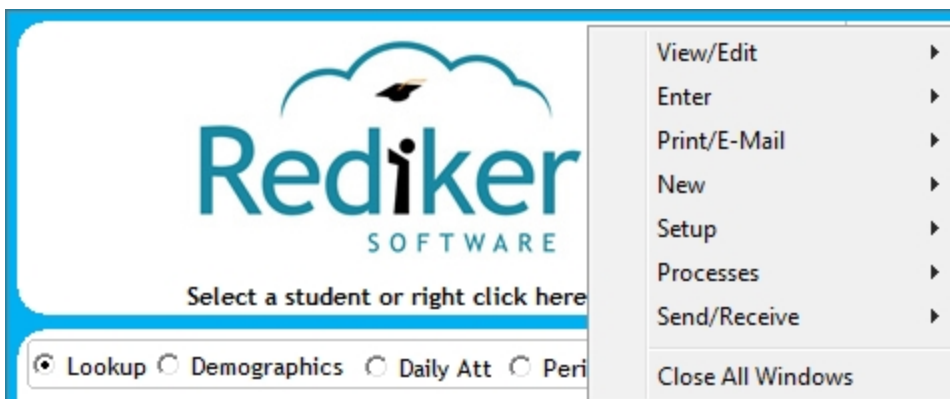 Rediker
SOFTWARE
Select a student or right click here
Lookup Demographics Daily Att Peri
View/Edit
Enter
Print/E-Mail
New
Setup
Processes
Send/Receive
Close All Windows